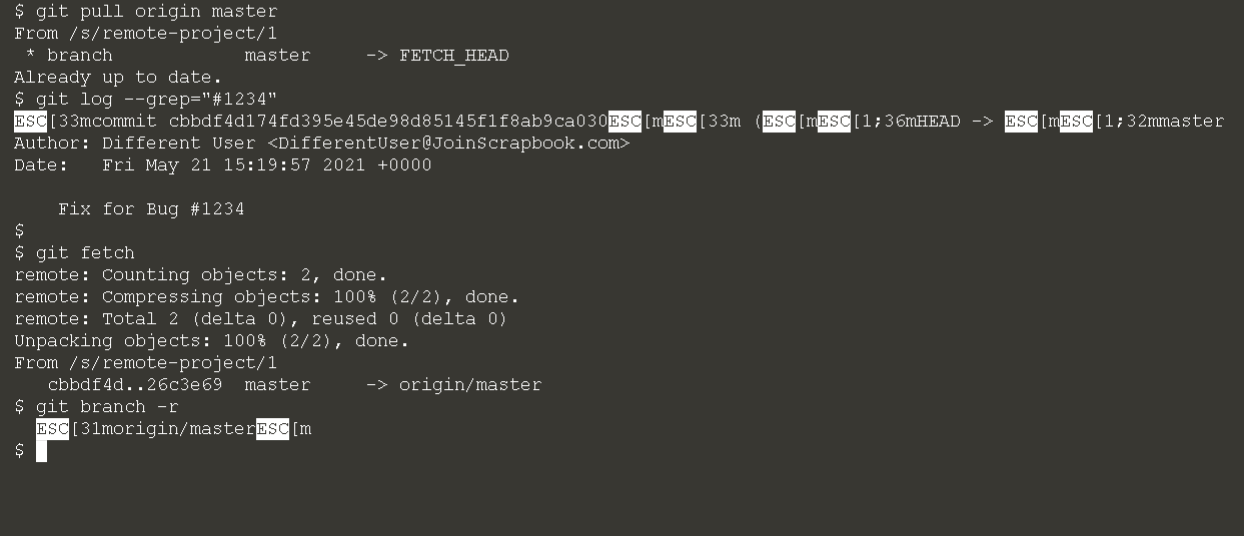 $ git pull origin master
From /s/remote-project/1
 * branch            master     -> FETCH_HEAD
Already up to date.
$ git log --grep="#1234"
ESC[33mcommit cbbdf4d174fd395e45de98d85145f1f8ab9ca030ESC[mESC[33m (ESC[mESC[1;36mHEAD -> ESC[mESC[1;32mmaster
Author: Different User <DifferentUser@JoinScrapbook.com>
Date:   Fri May 21 15:19:57 2021 +0000

    Fix for Bug #1234
$
$ git fetch
remote: Counting objects: 2, done.
remote: Compressing objects: 100% (2/2), done.
remote: Total 2 (delta 0), reused 0 (delta 0)
Unpacking objects: 100% (2/2), done.
From /s/remote-project/1
   cbbdf4d..26c3e69  master     -> origin/master
$ git branch -r
  ESC[31morigin/masterESC[m
$